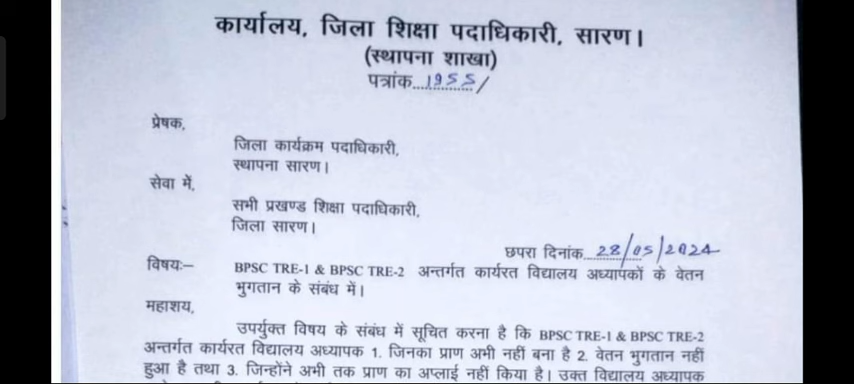 कार्यालय, जिला शिक्षा पदाधिकारी, सारण।
(स्थापना शाखा)
पत्रांक...1955/
प्रेषक,
जिला कार्यक्रम पदाधिकारी,
स्थापना सारण।
सेवा में,
सभी प्रखण्ड शिक्षा पदाधिकारी,
जिला सारण।
छपरा दिनांक...28/05/2024
विषयः–
BPSC TRE-1 & BPSC TRE-2 अन्तर्गत कार्यरत विद्यालय अध्यापकों के वेतन
भुगतान के संबंध में।
महाशय,
उपर्युक्त विषय के संबंध में सूचित करना है कि BPSC TRE-1 & BPSC TRE-2
अन्तर्गत कार्यरत विद्यालय अध्यापक 1. जिनका प्राण अभी नहीं बना है 2. वेतन भुगतान नहीं
हुआ है तथा 3. जिन्होंने अभी तक प्राण का अप्लाई नहीं किया है। उक्त विद्यालय अध्यापक